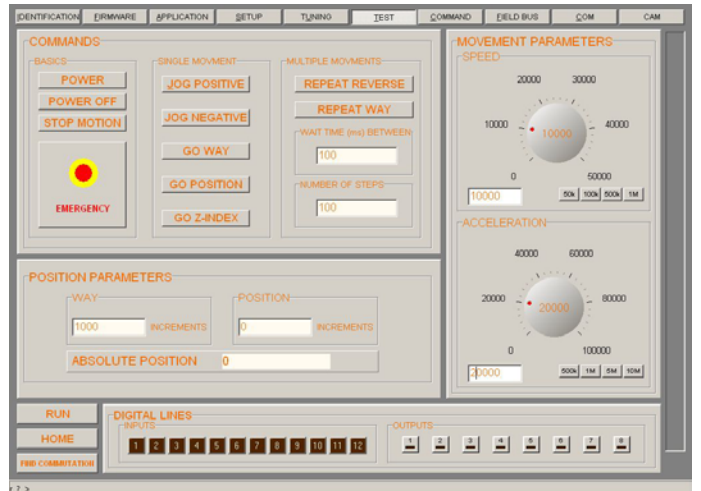 IDENTIFICATION FIRMWARE APPLICATION SETUP TUNING TEST COMMAND FIELD BUS COM CAM
COMMANDS
BASICS
POWER
POWER OFF
STOP MOTION
EMERGENCY
SINGLE MOVMENT
JOG POSITIVE
JOG NEGATIVE
GO WAY
GO POSITION
GO Z-INDEX
MULTIPLE MOVMENTS
REPEAT REVERSE
REPEAT WAY
WAIT TIME (ms) BETWEEN
100
NUMBER OF STEPS
100
MOVEMENT PARAMETERS
SPEED
20000 30000
10000 10000 40000
0 50000
10000 50k 100k 500k 1M
ACCELERATION
40000 60000
20000 20000 80000
0 100000
20000 500k 1M 5M 10M
POSITION PARAMETERS
WAY
1000 INCREMENTS
POSITION
0 INCREMENTS
ABSOLUTE POSITION 0
RUN
HOME
FIND COMMUTATION
DIGITAL LINES
INPUTS
1 2 3 4 5 6 7 8 9 10 11 12
OUTPUTS
1 2 3 4 5 6 7 8